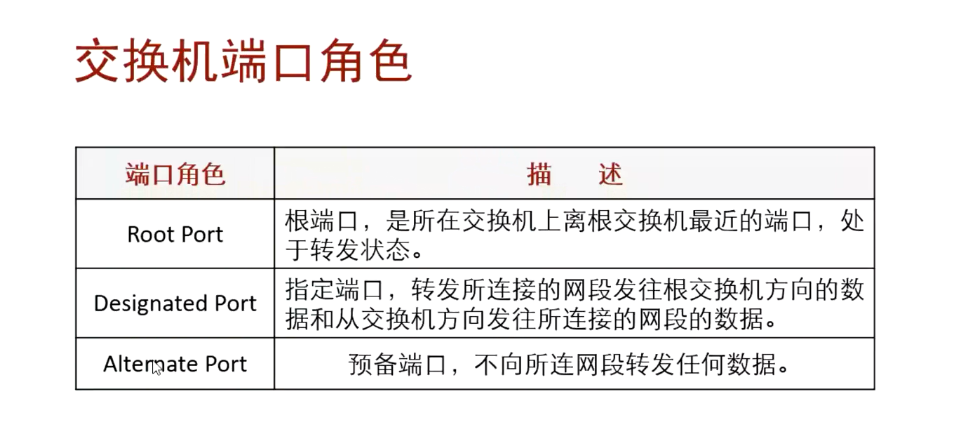 交换机端口角色
端口角色 描 述
Root Port 根端口，是所在交换机上离根交换机最近的端口，处
于转发状态。
Designated Port 指定端口，转发所连接的网段发往根交换机方向的数
据和从交换机方向发往所连接的网段的数据。
Alternate Port 预备端口，不向所连网段转发任何数据。